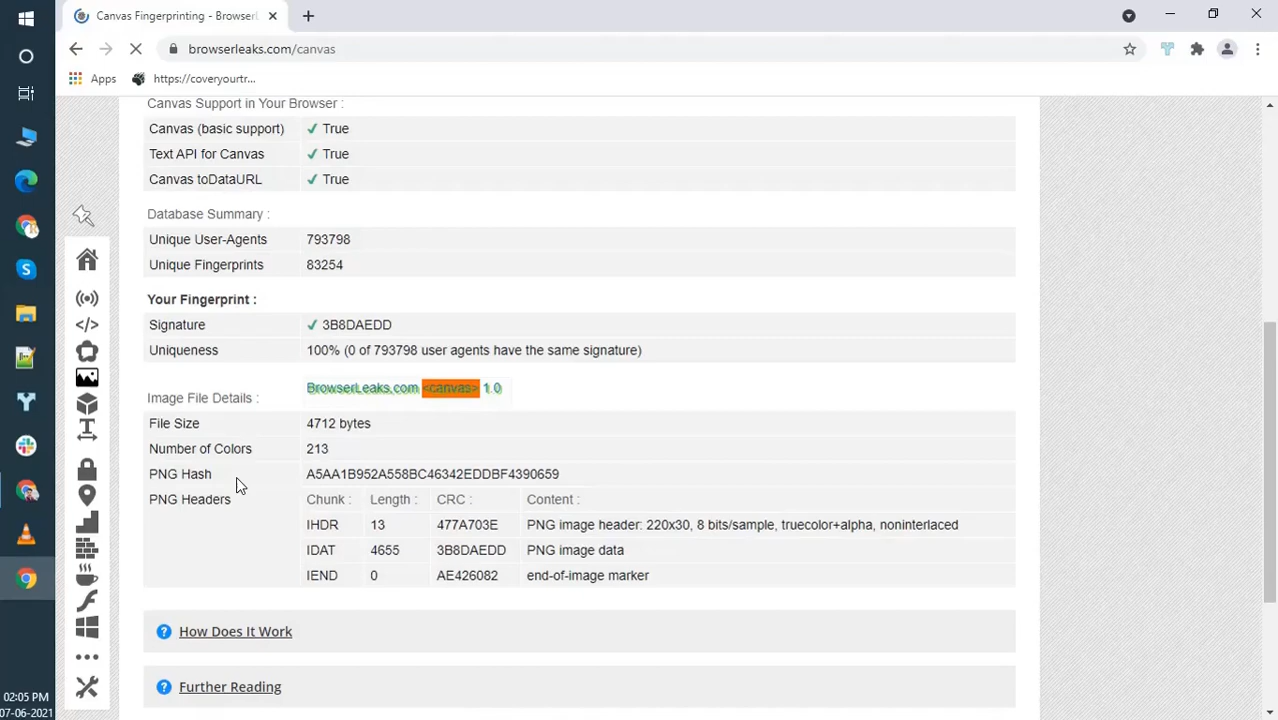 Canvas Fingerprinting - BrowserL
browserleaks.com/canvas
Apps https://coveryourtr...
Canvas Support in Your Browser :
Canvas (basic support) ✔ True
Text API for Canvas ✔ True
Canvas toDataURL ✔ True
Database Summary :
Unique User-Agents 793798
Unique Fingerprints 83254
Your Fingerprint :
Signature ✔ 3B8DAEDD
Uniqueness 100% (0 of 793798 user agents have the same signature)
BrowserLeaks,com <canvas> 1.0
Image File Details :
File Size 4712 bytes
Number of Colors 213
PNG Hash A5AA1B952A558BC46342EDDBF4390659
PNG Headers Chunk : Length : CRC : Content :
IHDR 13 477A703E PNG image header: 220x30, 8 bits/sample, truecolor+alpha, noninterlaced
IDAT 4655 3B8DAEDD PNG image data
IEND 0 AE426082 end-of-image marker
How Does It Work
Further Reading
02:05 PM
07-06-2021